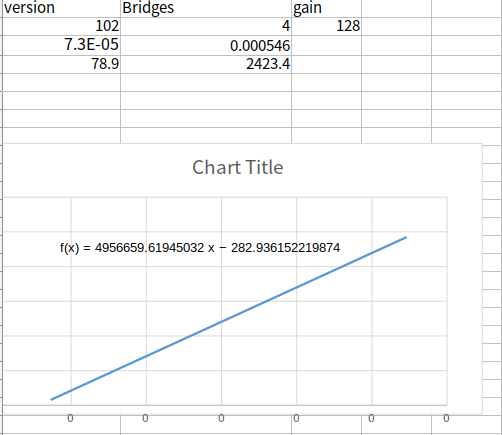 version Bridges gain
102 4 128
7.3E-05 0.000546
78.9 2423.4
Chart Title
f(x) = 4956659.61945032 x − 282.936152219874
0 0 0 0 0 0